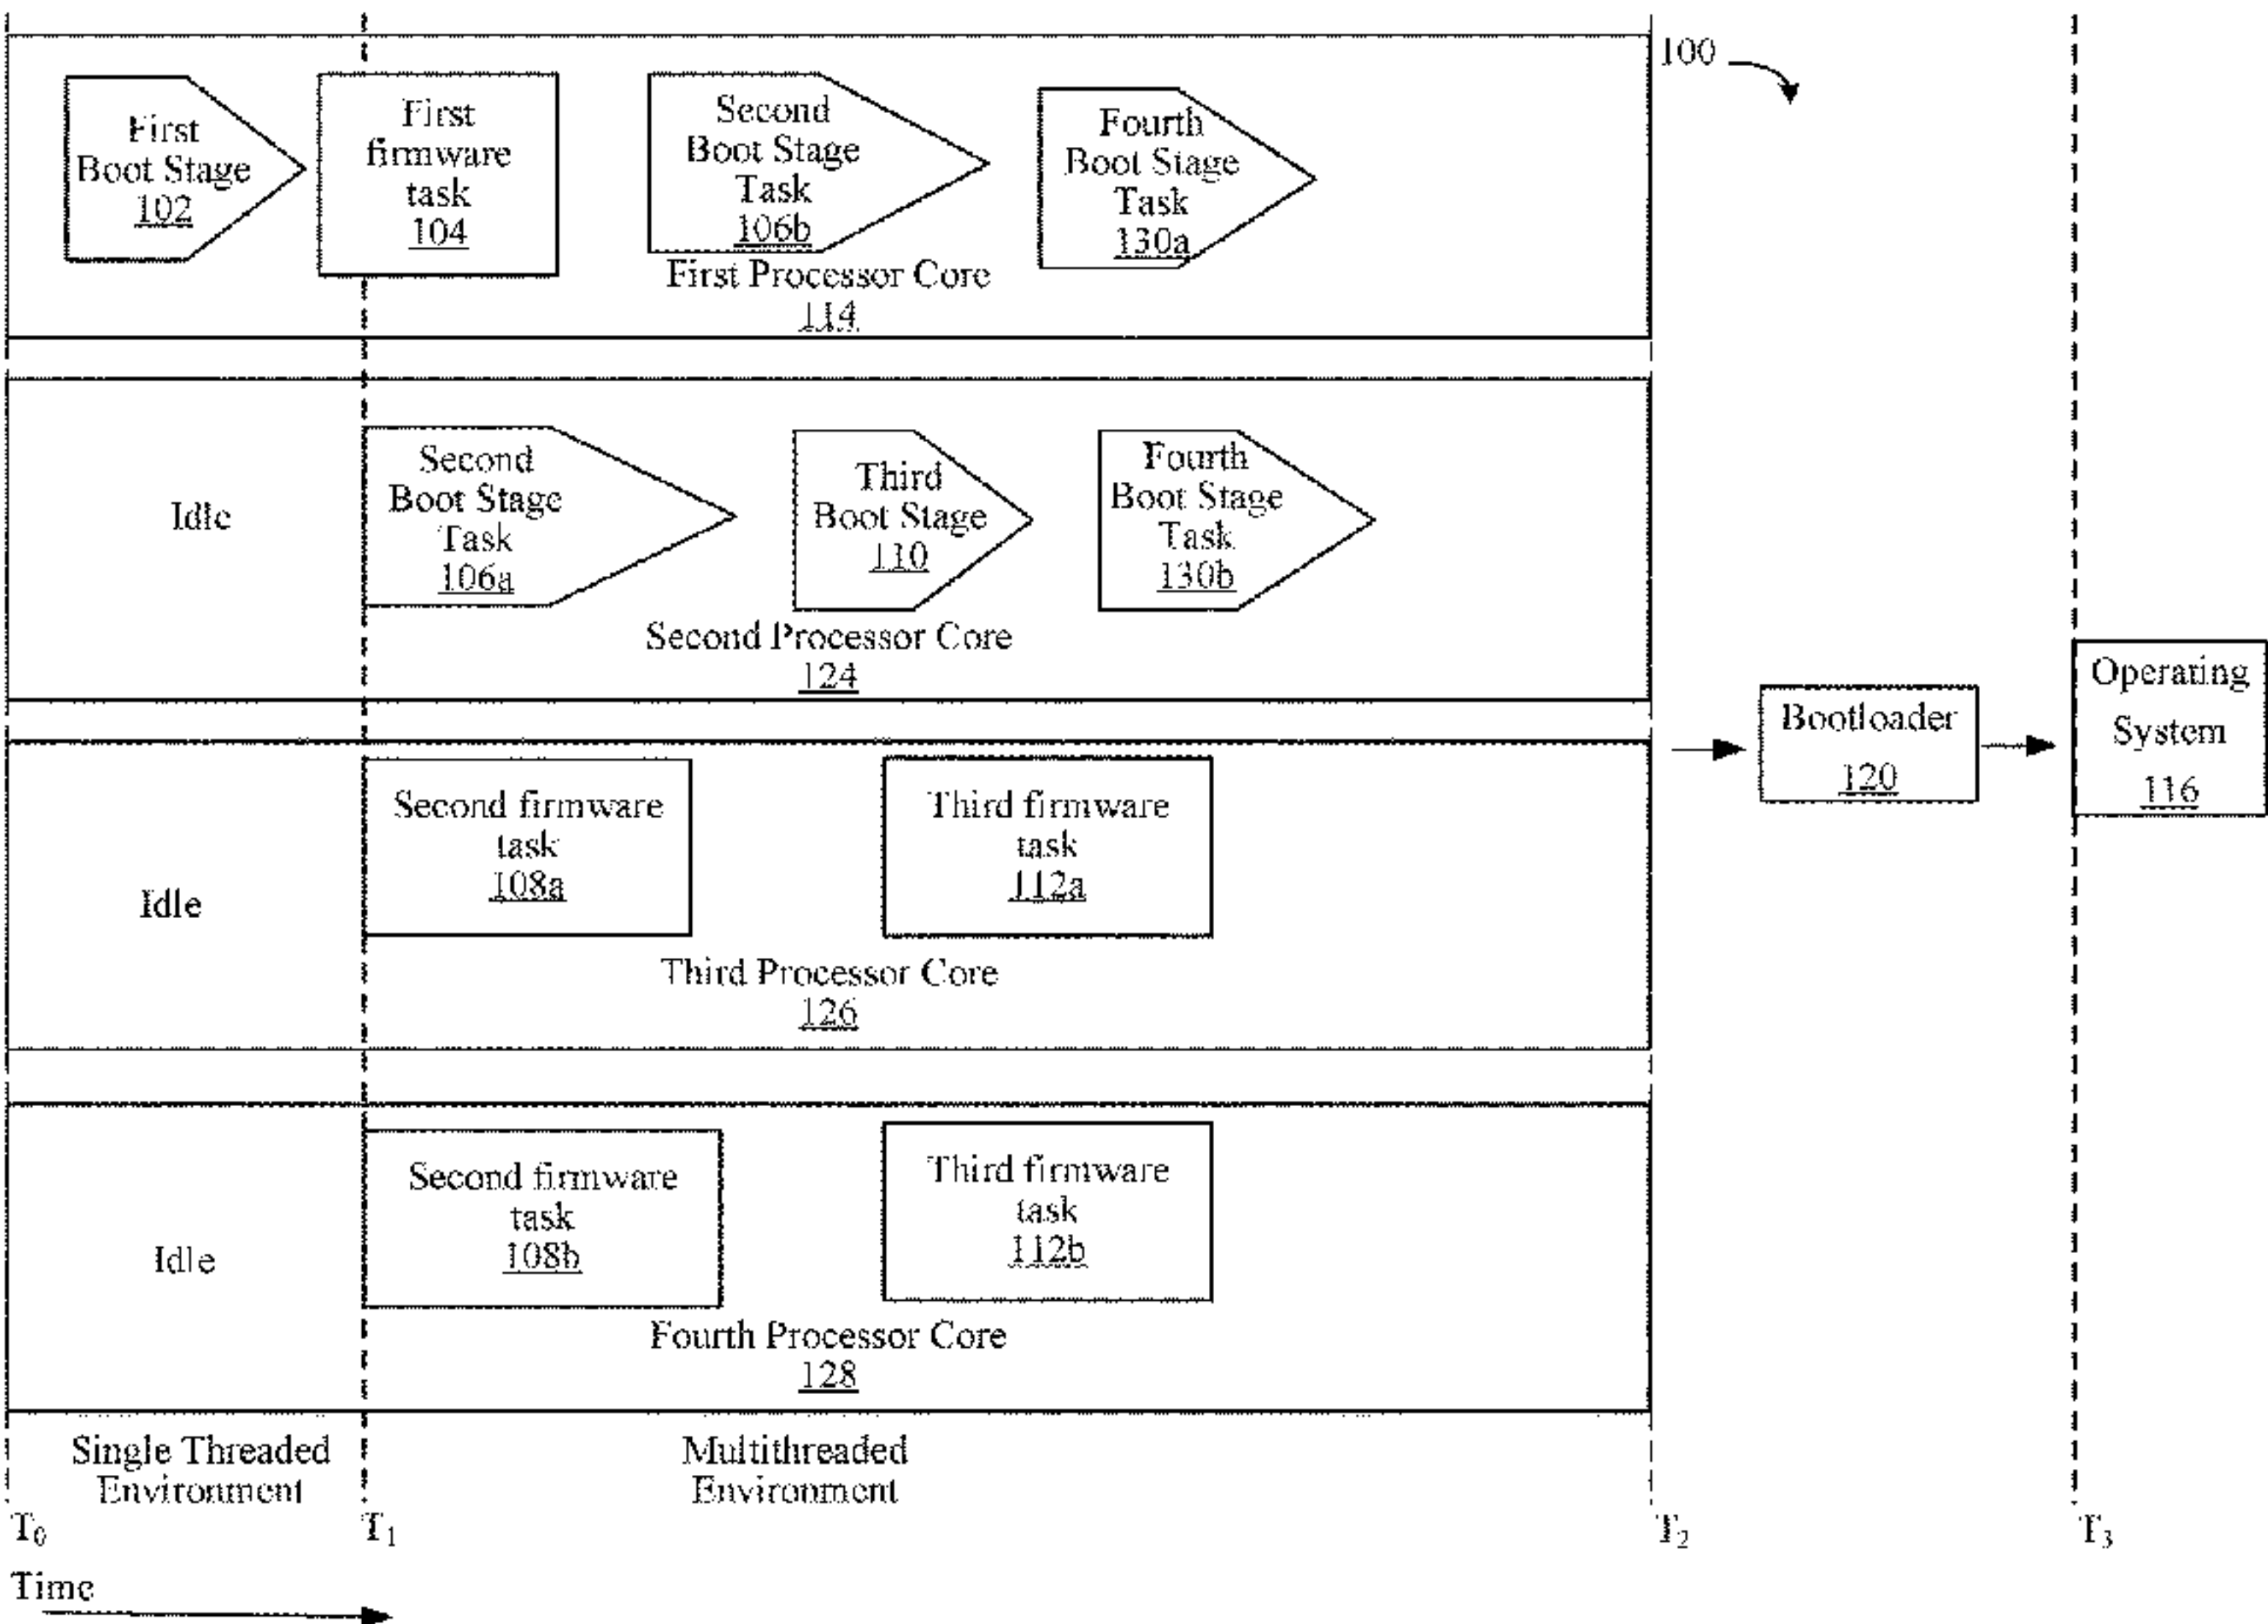 100
First
Boot Stage
102
First
firmware
task
104
Second
Boot Stage
Task
106b
Fourth
Boot Stage
Task
130a
First Processor Core
114
Idle
Second
Boot Stage
Task
106a
Third
Boot Stage
110
Fourth
Boot Stage
Task
130b
Second Processor Core
124
Idle
Second firmware
task
108a
Third firmware
task
112a
Third Processor Core
126
Idle
Second firmware
task
108b
Third firmware
task
112b
Fourth Processor Core
128
Bootloader
120
Operating
System
116
Single Threaded
Environment
Multithreaded
Environment
T0
T1
T2
T3
Time